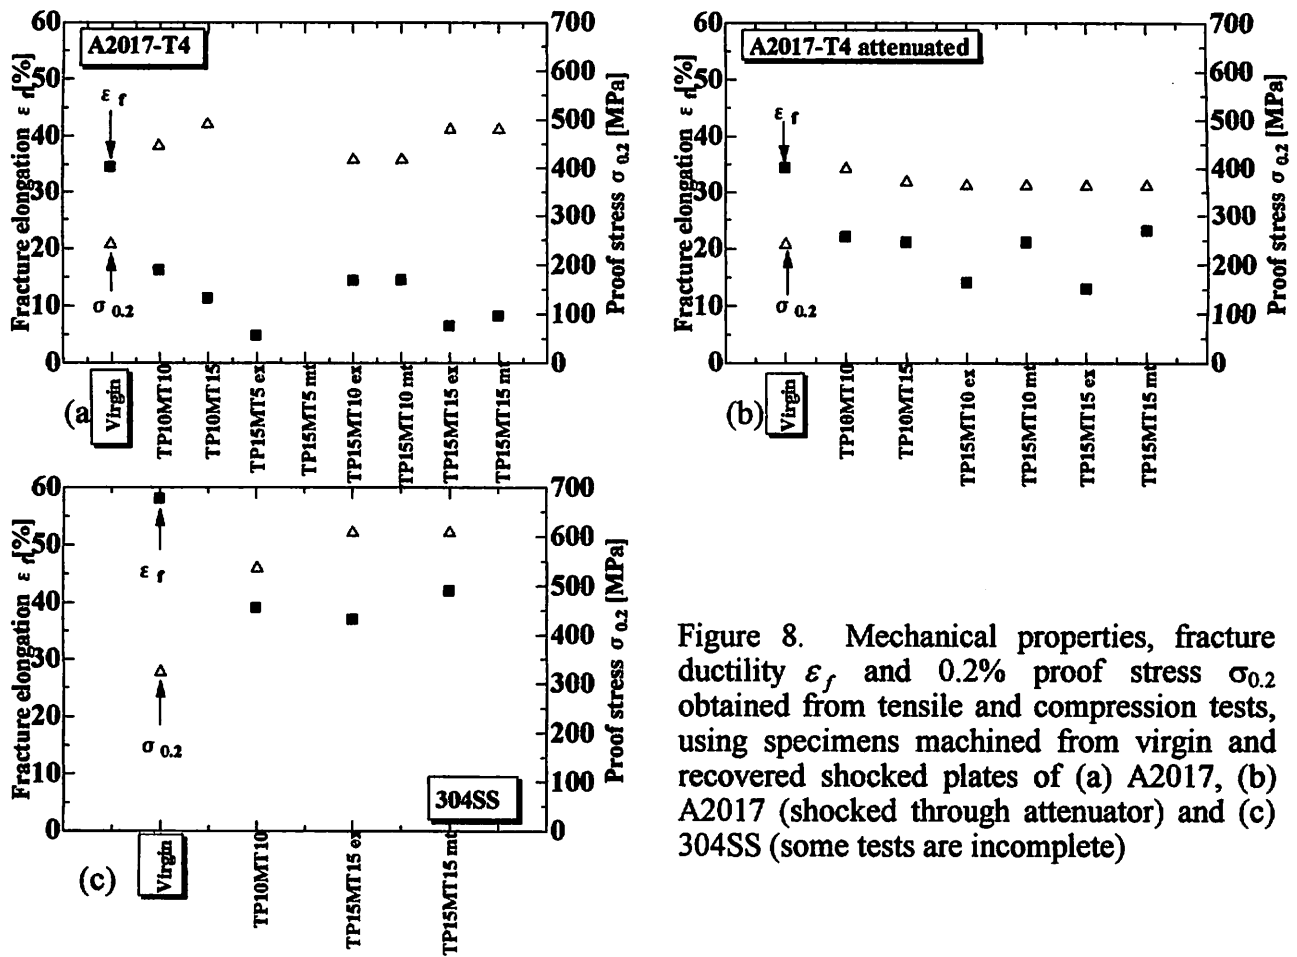 A2017-T4
Fracture elongation ε f[%]
60
50
40
30
20
10
0
ε f
σ 0.2
700
600
500
400
300
200
100
0
Proof stress σ 0.2 [MPa]
(a
Virgin
TP10MT10
TP10MT15
TP15MT5 ex
TP15MT5 mt
TP15MT10 ex
TP15MT10 mt
TP15MT15 ex
TP15MT15 mt
A2017-T4 attenuated
Fracture elongation ε f[%]
60
50
40
30
20
10
0
ε f
σ 0.2
700
600
500
400
300
200
100
0
Proof stress σ 0.2 [MPa]
(b)
Virgin
TP10MT10
TP10MT15
TP15MT10 ex
TP15MT10 mt
TP15MT15 ex
TP15MT15 mt
Fracture elongation ε f[%]
60
50
40
30
20
10
0
ε f
σ 0.2
304SS
700
600
500
400
300
200
100
0
Proof stress σ 0.2 [MPa]
(c)
Virgin
TP10MT10
TP15MT15 ex
TP15MT15 mt
Figure 8. Mechanical properties, fracture
ductility εf and 0.2% proof stress σ0.2
obtained from tensile and compression tests,
using specimens machined from virgin and
recovered shocked plates of (a) A2017, (b)
A2017 (shocked through attenuator) and (c)
304SS (some tests are incomplete)